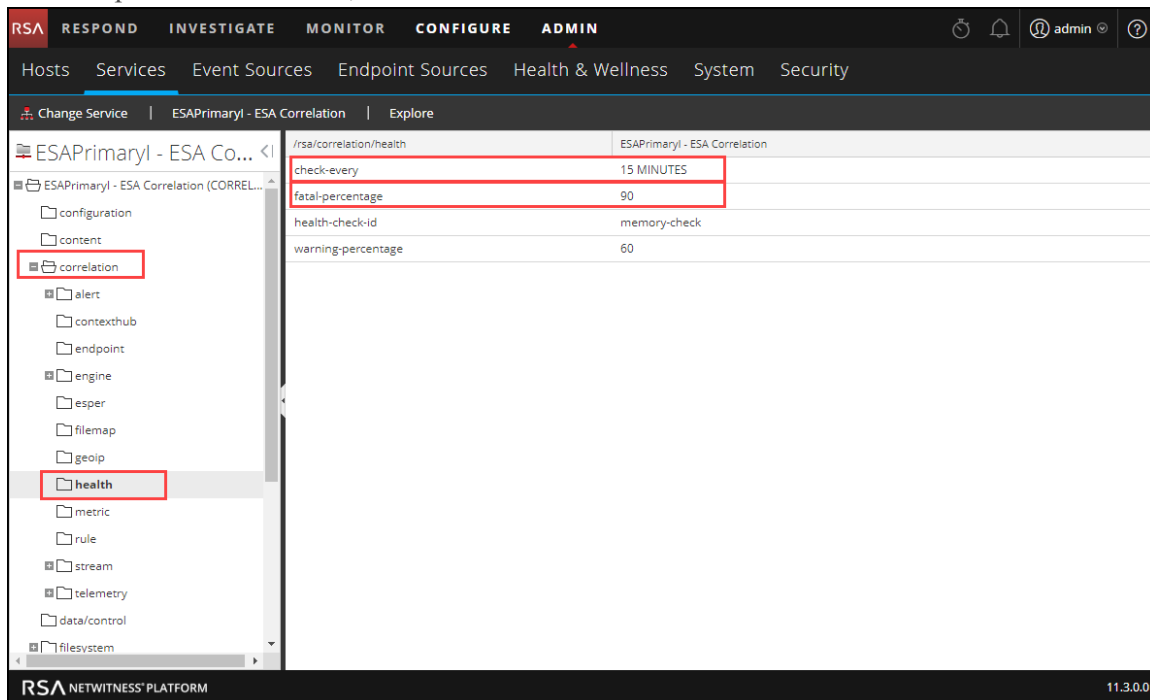 RSA RESPOND INVESTIGATE MONITOR CONFIGURE ADMIN admin ?
Hosts Services Event Sources Endpoint Sources Health & Wellness System Security
Change Service | ESAPrimaryl - ESA Correlation | Explore
ESAPrimaryl - ESA Co...
/rsa/correlation/health ESAPrimaryl - ESA Correlation
check-every 15 MINUTES
ESAPrimaryl - ESA Correlation (CORREL...
fatal-percentage 90
configuration
health-check-id memory-check
content
warning-percentage 60
correlation
alert
contexthub
endpoint
engine
esper
filemap
geoip
health
metric
rule
stream
telemetry
data/control
filesystem
RSA NETWITNESS® PLATFORM 11.3.0.0